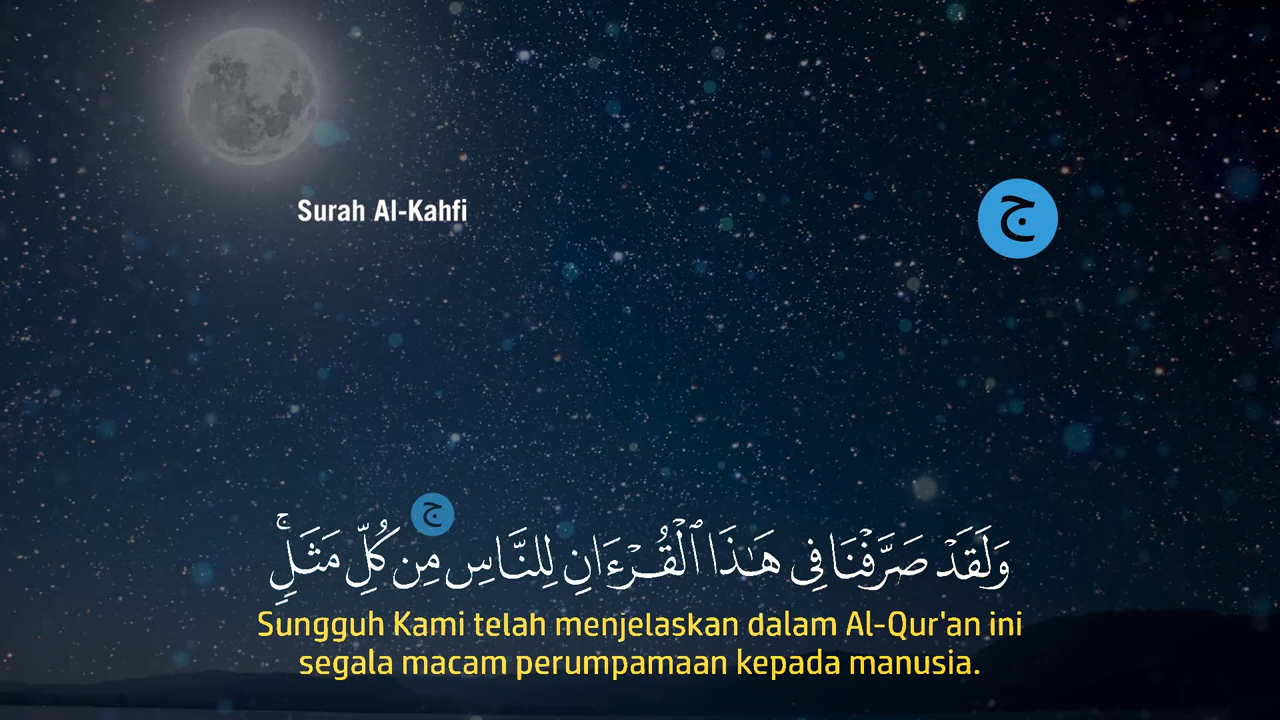 Surah Al-Kahfi
ج
ج
وَلَقَدْ صَرَّفْنَا فِى هَـٰذَا ٱلْقُرْءَانِ لِلنَّاسِ مِن كُلِّ مَثَلٍ ۚ
Sungguh Kami telah menjelaskan dalam Al-Qur'an ini
segala macam perumpamaan kepada manusia.